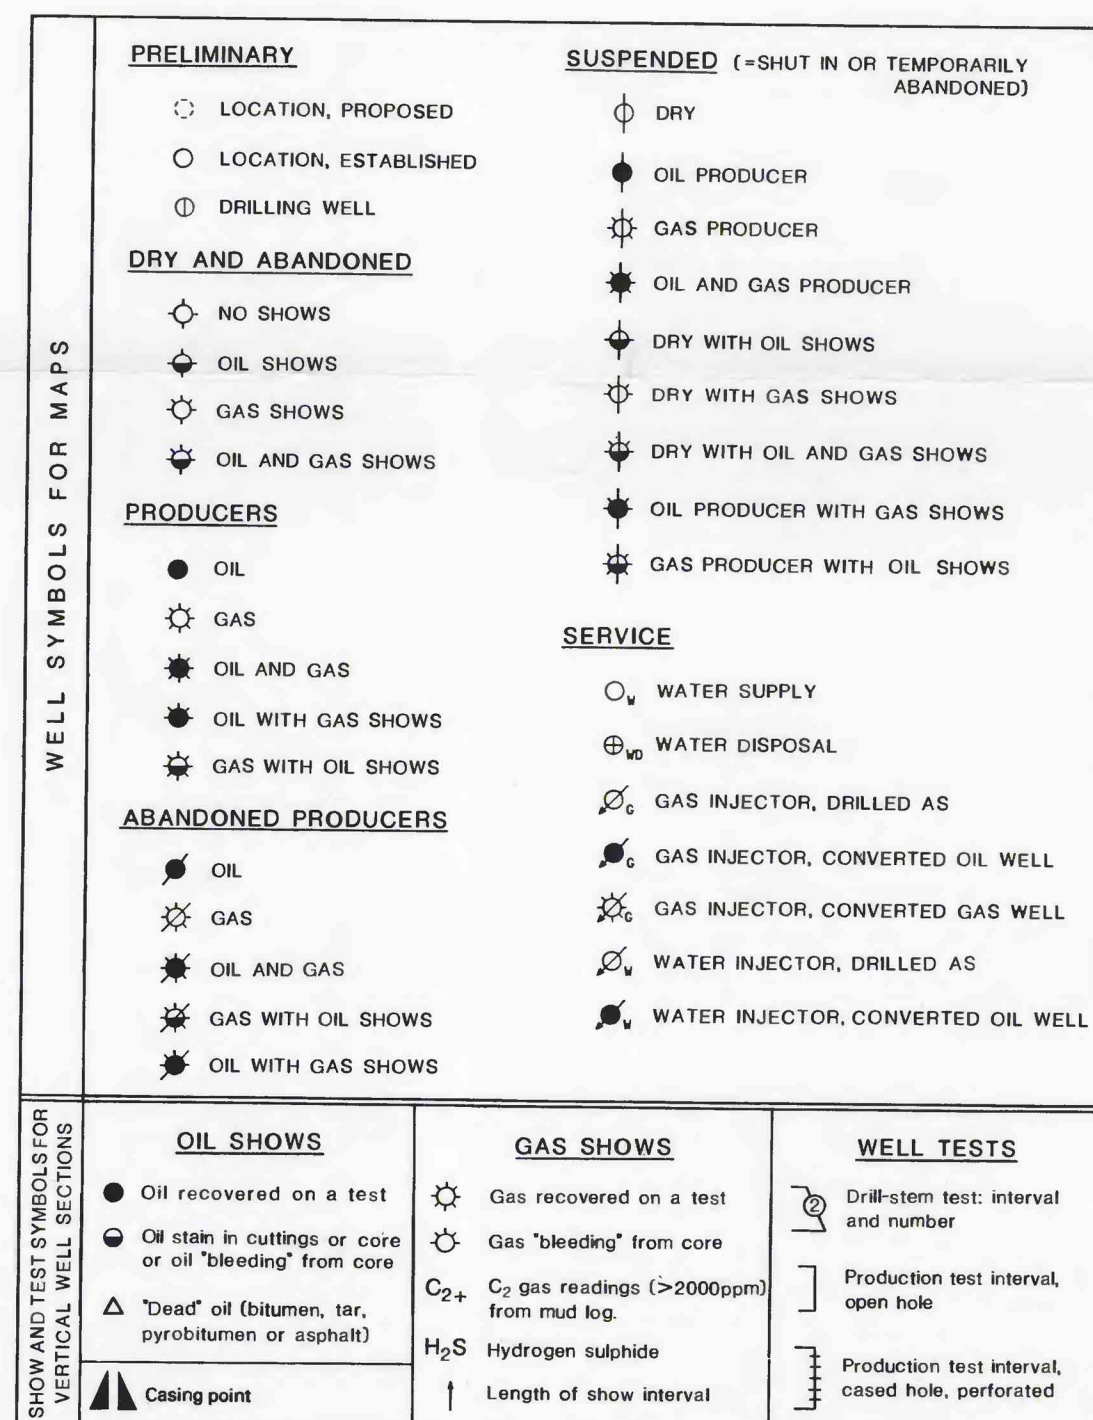 WELL SYMBOLS FOR MAPS
PRELIMINARY
LOCATION, PROPOSED
LOCATION, ESTABLISHED
DRILLING WELL
DRY AND ABANDONED
NO SHOWS
OIL SHOWS
GAS SHOWS
OIL AND GAS SHOWS
PRODUCERS
OIL
GAS
OIL AND GAS
OIL WITH GAS SHOWS
GAS WITH OIL SHOWS
ABANDONED PRODUCERS
OIL
GAS
OIL AND GAS
GAS WITH OIL SHOWS
OIL WITH GAS SHOWS
SUSPENDED (=SHUT IN OR TEMPORARILY
ABANDONED)
DRY
OIL PRODUCER
GAS PRODUCER
OIL AND GAS PRODUCER
DRY WITH OIL SHOWS
DRY WITH GAS SHOWS
DRY WITH OIL AND GAS SHOWS
OIL PRODUCER WITH GAS SHOWS
GAS PRODUCER WITH OIL SHOWS
SERVICE
W WATER SUPPLY
WD WATER DISPOSAL
G GAS INJECTOR, DRILLED AS
G GAS INJECTOR, CONVERTED OIL WELL
G GAS INJECTOR, CONVERTED GAS WELL
W WATER INJECTOR, DRILLED AS
W WATER INJECTOR, CONVERTED OIL WELL
SHOW AND TEST SYMBOLS FOR
VERTICAL WELL SECTIONS
OIL SHOWS
Oil recovered on a test
Oil stain in cuttings or core
or oil "bleeding" from core
"Dead" oil (bitumen, tar,
pyrobitumen or asphalt)
Casing point
GAS SHOWS
Gas recovered on a test
Gas "bleeding" from core
C2+ C2 gas readings (>2000ppm)
from mud log.
H2S Hydrogen sulphide
Length of show interval
WELL TESTS
2 Drill-stem test: interval
and number
Production test interval,
open hole
Production test interval,
cased hole, perforated